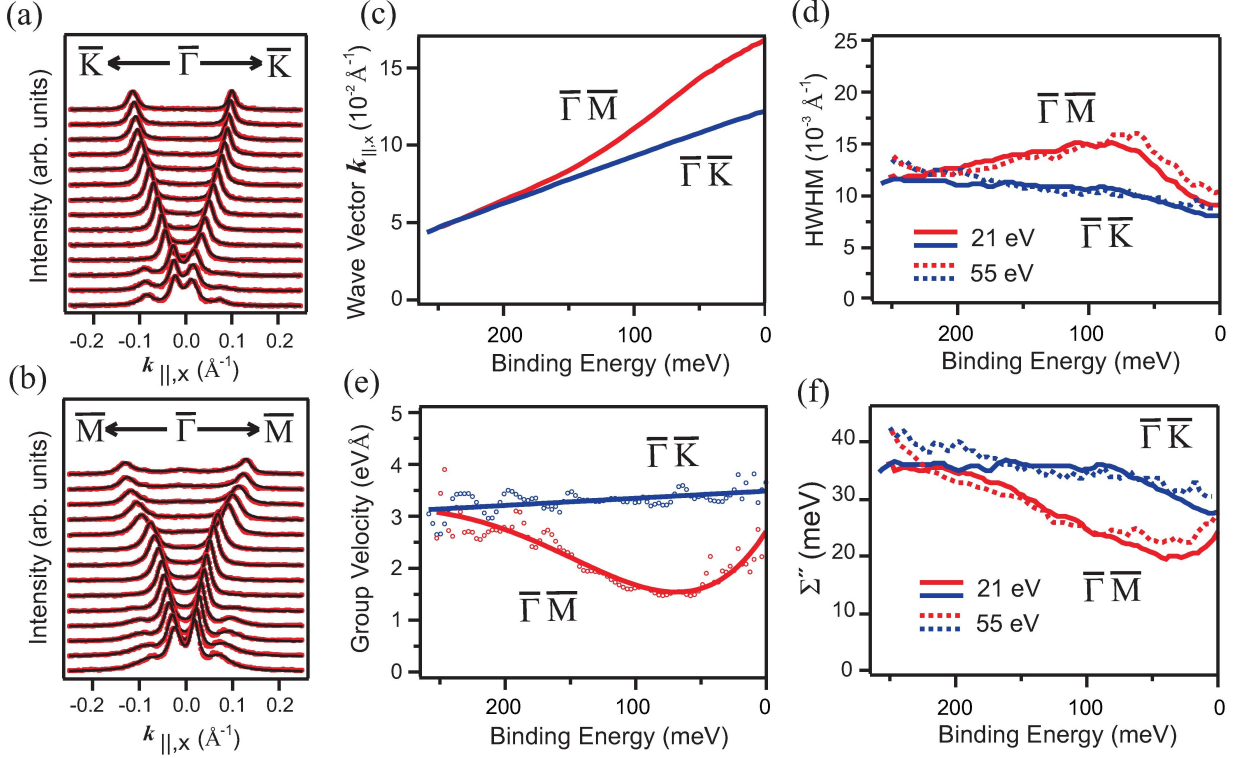 (a)
K̅ Γ̅ K̅
Intensity (arb. units)
-0.2 -0.1 0.0 0.1 0.2
k ||,x (Å⁻¹)
(b)
M̅ Γ̅ M̅
Intensity (arb. units)
-0.2 -0.1 0.0 0.1 0.2
k ||,x (Å⁻¹)
(c)
15
10
5
0
Wave Vector k||,x (10⁻² Å⁻¹)
Γ̅ M̅
Γ̅ K̅
200 100 0
Binding Energy (meV)
(d)
25
20
15
10
5
0
HWHM (10⁻³ Å⁻¹)
Γ̅ M̅
Γ̅ K̅
21 eV
55 eV
200 100 0
Binding Energy (meV)
(e)
5
4
3
2
1
0
Group Velocity (eVÅ)
Γ̅ K̅
Γ̅ M̅
200 100 0
Binding Energy (meV)
(f)
40
30
20
10
0
Σ″ (meV)
Γ̅ K̅
Γ̅ M̅
21 eV
55 eV
200 100 0
Binding Energy (meV)